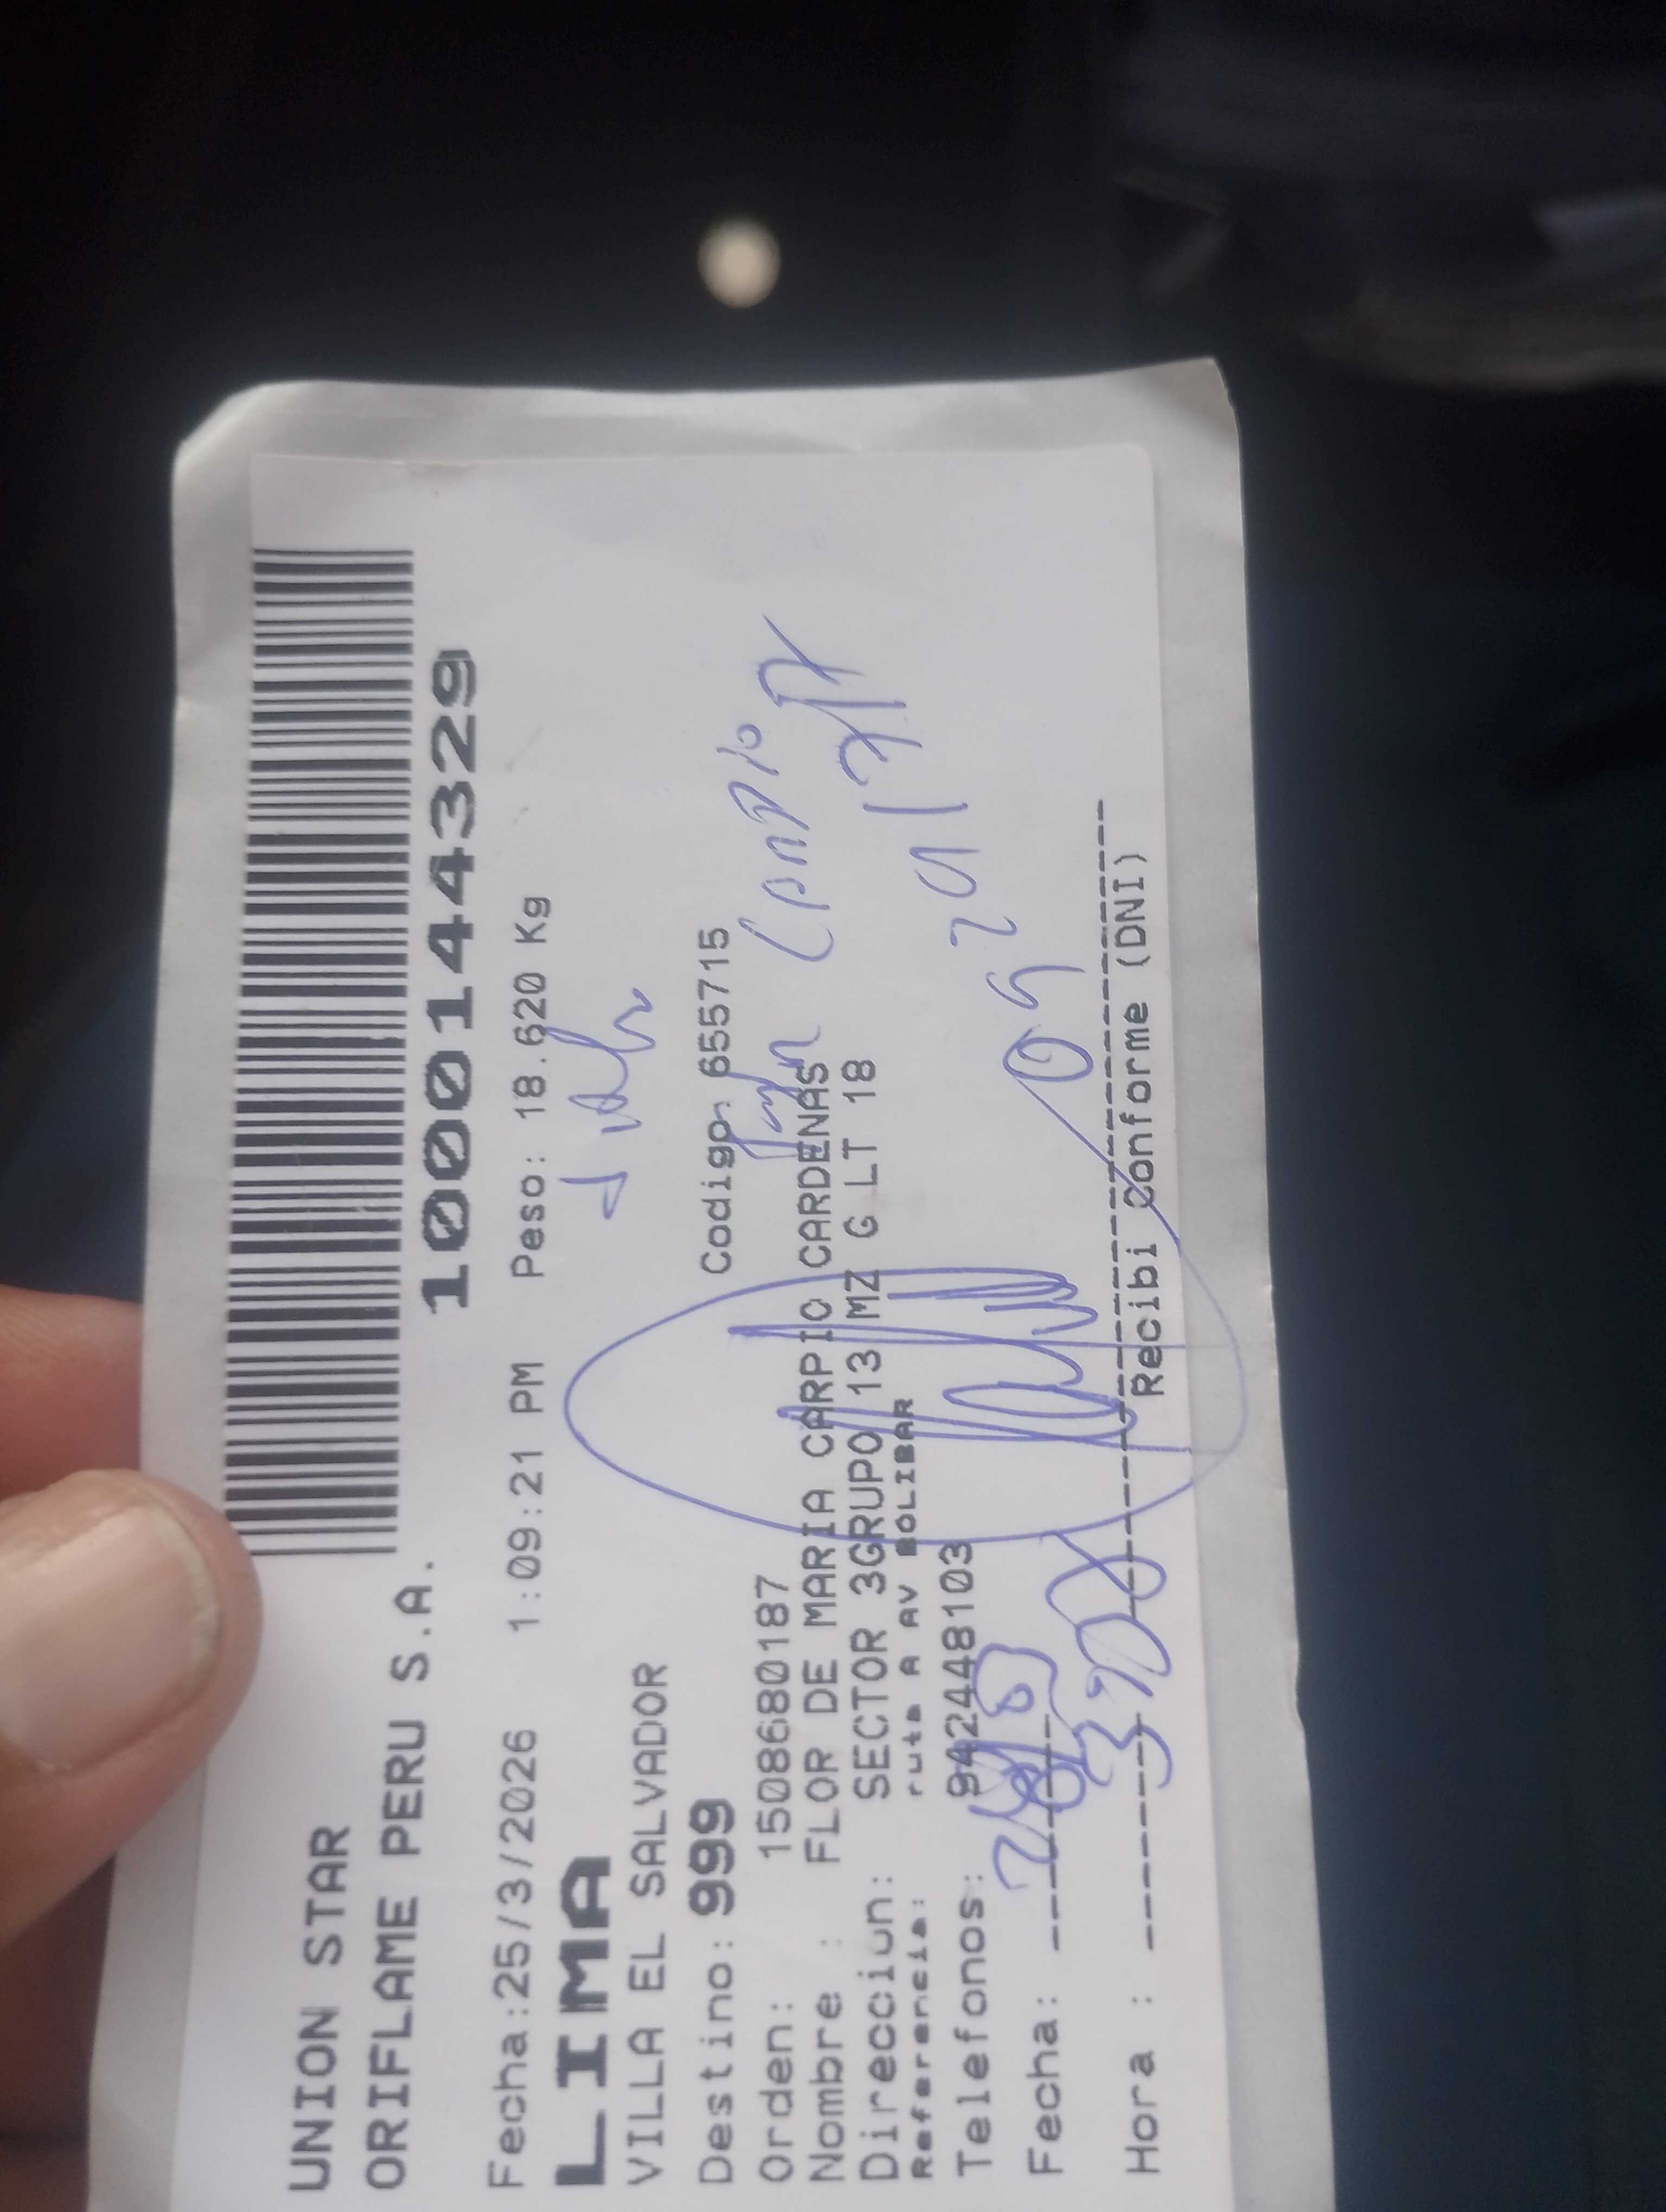 UNION STAR
ORIFLAME PERU S.A.
1000144329
Fecha:25/3/2026 1:09:21 PM Peso: 18.620 Kg
LIMA
VILLA EL SALVADOR
Destino: 999 Codigo 655715
Orden: 1508680187
Nombre : FLOR DE MARIA CARPIO CARDENAS
Direcciun: SECTOR 3GRUPO 13 MZ G LT 18
Referencia: ruta A AV BOLIBAR
Telefonos: 942448103
Fecha:
Hora :
Recibi Conforme (DNI)